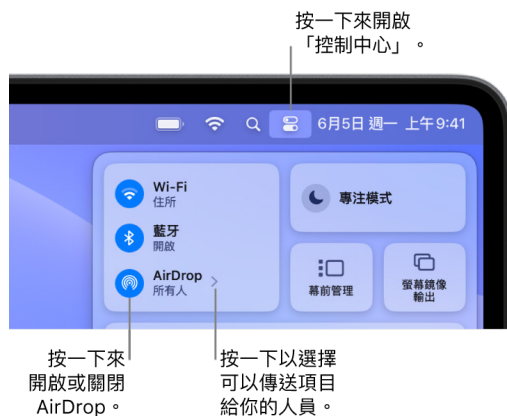 按一下來開啟
「控制中心」。
6月5日 週一 上午9:41
Wi-Fi
住所
藍牙
開啟
AirDrop
所有人
專注模式
幕前管理
螢幕鏡像
輸出
按一下來
開啟或關閉
AirDrop。
按一下以選擇
可以傳送項目
給你的人員。